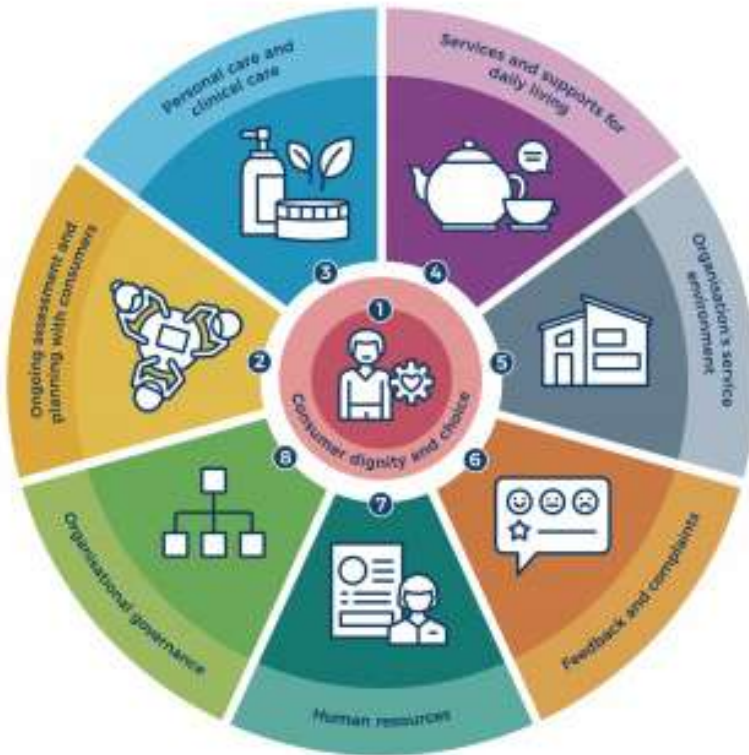 1
Consumer dignity and choice
2
Ongoing assessment and
planning with consumers
3
Personal care and
clinical care
4
Services and supports for
daily living
5
Organisation's service
environment
6
Feedback and complaints
7
Human resources
8
Organisational governance